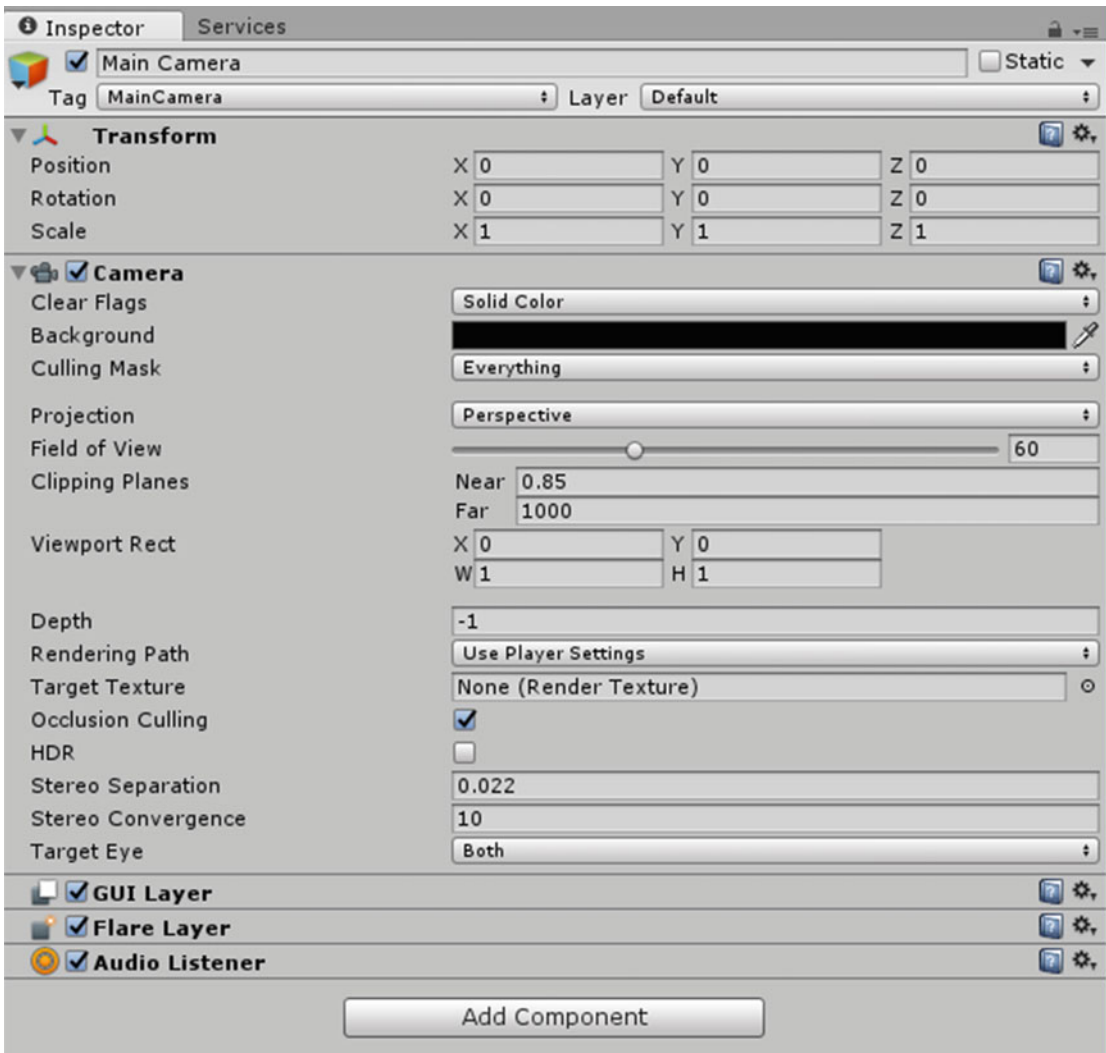 Inspector Services
Main Camera Static
Tag MainCamera Layer Default
Transform
Position X 0 Y 0 Z 0
Rotation X 0 Y 0 Z 0
Scale X 1 Y 1 Z 1
Camera
Clear Flags Solid Color
Background
Culling Mask Everything
Projection Perspective
Field of View 60
Clipping Planes Near 0.85
Far 1000
Viewport Rect X 0 Y 0
W 1 H 1
Depth -1
Rendering Path Use Player Settings
Target Texture None (Render Texture)
Occlusion Culling
HDR
Stereo Separation 0.022
Stereo Convergence 10
Target Eye Both
GUI Layer
Flare Layer
Audio Listener
Add Component